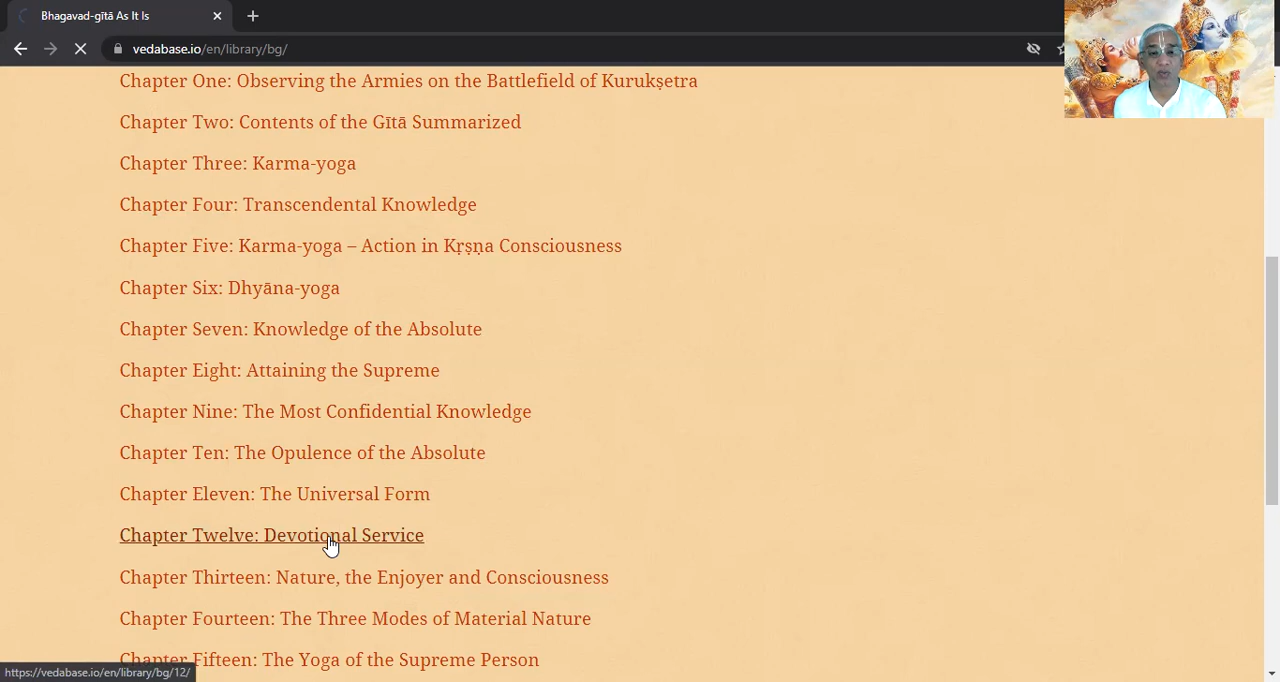 Bhagavad-gītā As It Is
vedabase.io/en/library/bg/
Chapter One: Observing the Armies on the Battlefield of Kurukṣetra
Chapter Two: Contents of the Gītā Summarized
Chapter Three: Karma-yoga
Chapter Four: Transcendental Knowledge
Chapter Five: Karma-yoga – Action in Kṛṣṇa Consciousness
Chapter Six: Dhyāna-yoga
Chapter Seven: Knowledge of the Absolute
Chapter Eight: Attaining the Supreme
Chapter Nine: The Most Confidential Knowledge
Chapter Ten: The Opulence of the Absolute
Chapter Eleven: The Universal Form
Chapter Twelve: Devotional Service
Chapter Thirteen: Nature, the Enjoyer and Consciousness
Chapter Fourteen: The Three Modes of Material Nature
Chapter Fifteen: The Yoga of the Supreme Person
https://vedabase.io/en/library/bg/12/